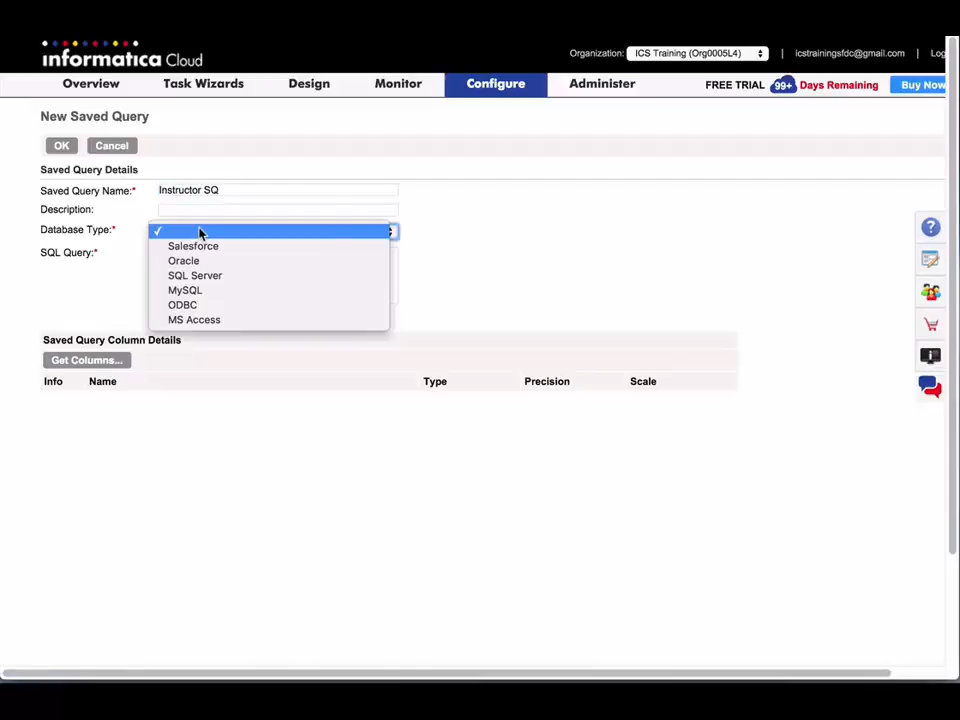 informatica Cloud
Organization: ICS Training (Org0005L4) | icstrainingsfdc@gmail.com | Log
Overview Task Wizards Design Monitor Configure Administer FREE TRIAL 99+ Days Remaining Buy Now
New Saved Query
OK Cancel
Saved Query Details
Saved Query Name:* Instructor SQ
Description:
Database Type:*
SQL Query:*
Salesforce
Oracle
SQL Server
MySQL
ODBC
MS Access
Saved Query Column Details
Get Columns...
Info Name Type Precision Scale